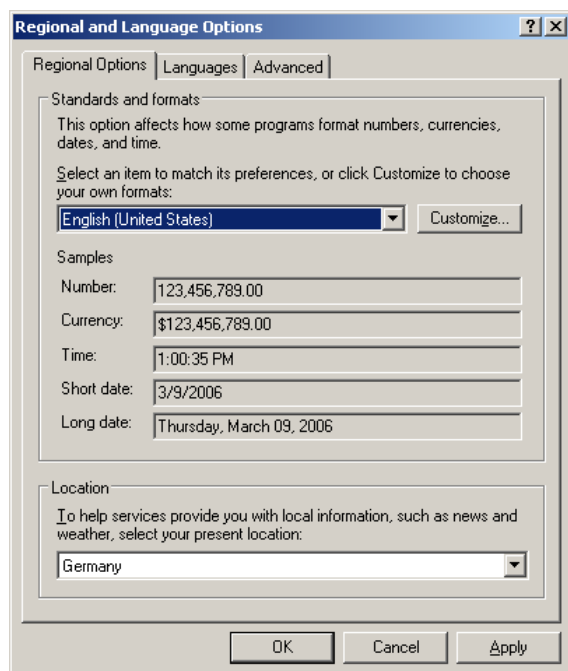 Regional and Language Options
Regional Options Languages Advanced
Standards and formats
This option affects how some programs format numbers, currencies,
dates, and time.
Select an item to match its preferences, or click Customize to choose
your own formats:
English (United States) Customize...
Samples
Number: 123,456,789.00
Currency: $123,456,789.00
Time: 1:00:35 PM
Short date: 3/9/2006
Long date: Thursday, March 09, 2006
Location
To help services provide you with local information, such as news and
weather, select your present location:
Germany
OK Cancel Apply